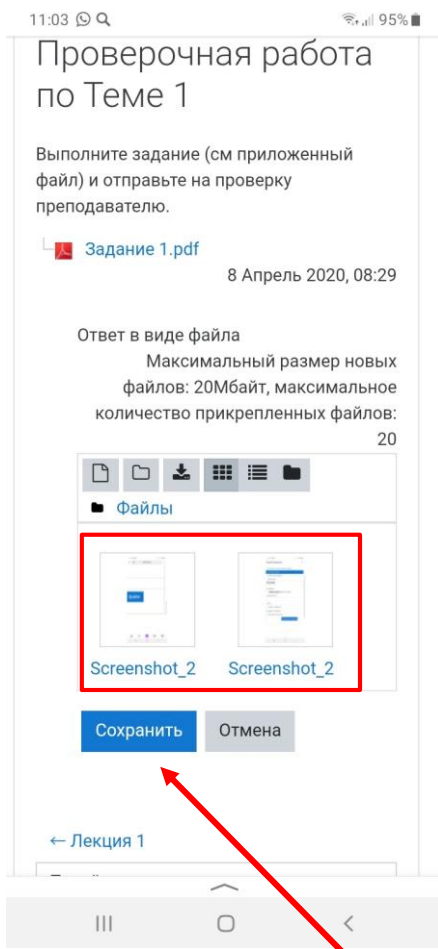 11:03 95%
Проверочная работа
по Теме 1
Выполните задание (см приложенный
файл) и отправьте на проверку
преподавателю.
Задание 1.pdf
8 Апрель 2020, 08:29
Ответ в виде файла
Максимальный размер новых
файлов: 20Мбайт, максимальное
количество прикрепленных файлов:
20
Файлы
Screenshot_2 Screenshot_2
Сохранить Отмена
← Лекция 1